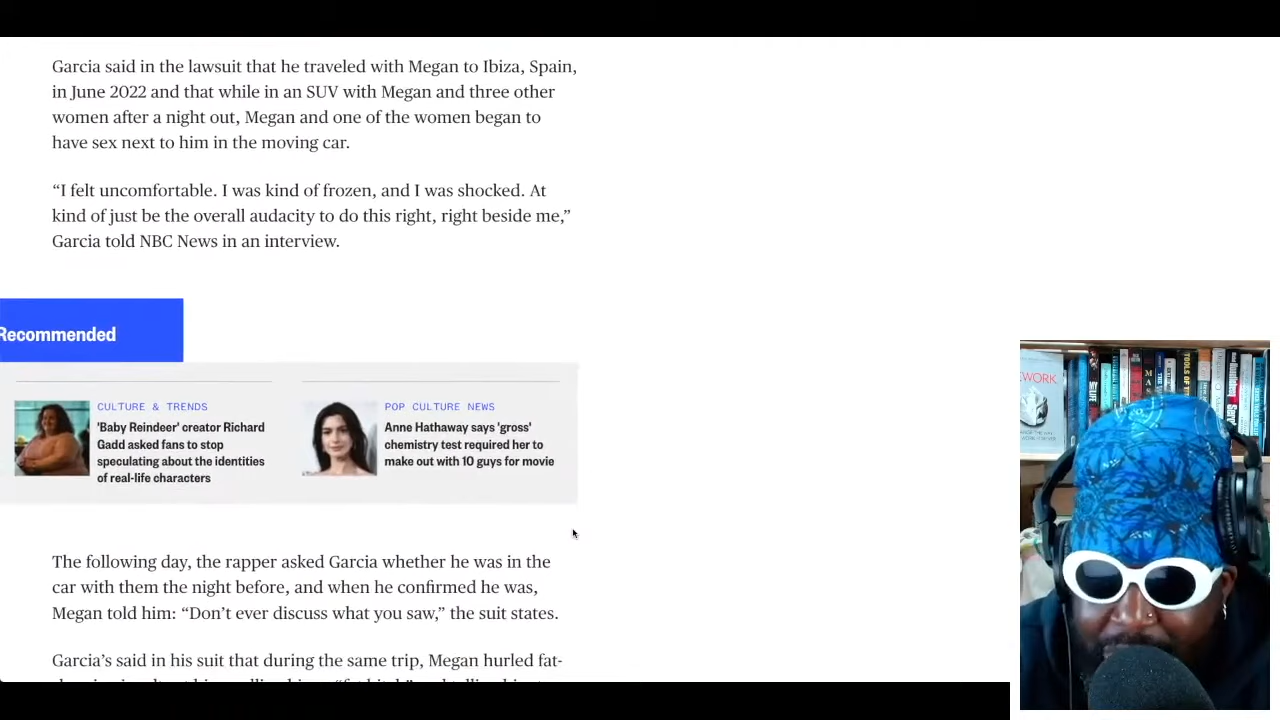 Garcia said in the lawsuit that he traveled with Megan to Ibiza, Spain,
in June 2022 and that while in an SUV with Megan and three other
women after a night out, Megan and one of the women began to
have sex next to him in the moving car.
“I felt uncomfortable. I was kind of frozen, and I was shocked. At
kind of just be the overall audacity to do this right, right beside me,”
Garcia told NBC News in an interview.
Recommended
CULTURE & TRENDS
'Baby Reindeer' creator Richard
Gadd asked fans to stop
speculating about the identities
of real-life characters
POP CULTURE NEWS
Anne Hathaway says 'gross'
chemistry test required her to
make out with 10 guys for movie
The following day, the rapper asked Garcia whether he was in the
car with them the night before, and when he confirmed he was,
Megan told him: “Don’t ever discuss what you saw,” the suit states.
Garcia’s said in his suit that during the same trip, Megan hurled fat-
WORK
TOOLS OF